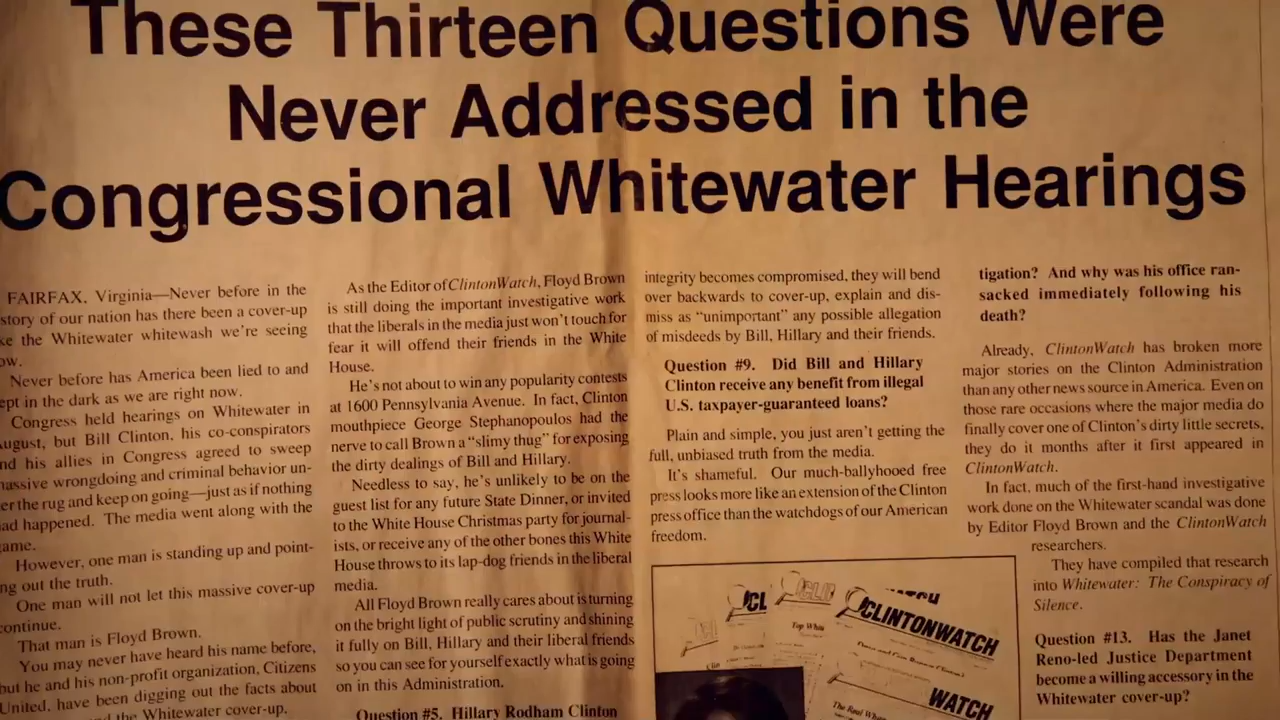 These Thirteen Questions Were
Never Addressed in the
Congressional Whitewater Hearings
FAIRFAX, Virginia—Never before in the
story of our nation has there been a cover-up
ke the Whitewater whitewash we're seeing
ow.
Never before has America been lied to and
ept in the dark as we are right now.
Congress held hearings on Whitewater in
August, but Bill Clinton, his co-conspirators
nd his allies in Congress agreed to sweep
massive wrongdoing and criminal behavior un-
er the rug and keep on going—just as if nothing
ad happened. The media went along with the
ame.
However, one man is standing up and point-
ng out the truth.
One man will not let this massive cover-up
continue.
That man is Floyd Brown.
You may never have heard his name before,
but he and his non-profit organization, Citizens
United, have been digging out the facts about
the Whitewater cover-up.
As the Editor of ClintonWatch, Floyd Brown
is still doing the important investigative work
that the liberals in the media just won't touch for
fear it will offend their friends in the White
House.
He's not about to win any popularity contests
at 1600 Pennsylvania Avenue. In fact, Clinton
mouthpiece George Stephanopoulos had the
nerve to call Brown a "slimy thug" for exposing
the dirty dealings of Bill and Hillary.
Needless to say, he's unlikely to be on the
guest list for any future State Dinner, or invited
to the White House Christmas party for journal-
ists, or receive any of the other bones this White
House throws to its lap-dog friends in the liberal
media.
All Floyd Brown really cares about is turning
on the bright light of public scrutiny and shining
it fully on Bill, Hillary and their liberal friends
so you can see for yourself exactly what is going
on in this Administration.
Question #5. Hillary Rodham Clinton
integrity becomes compromised, they will bend
over backwards to cover-up, explain and dis-
miss as "unimportant" any possible allegation
of misdeeds by Bill, Hillary and their friends.
Question #9. Did Bill and Hillary
Clinton receive any benefit from illegal
U.S. taxpayer-guaranteed loans?
Plain and simple, you just aren't getting the
full, unbiased truth from the media.
It's shameful. Our much-ballyhooed free
press looks more like an extension of the Clinton
press office than the watchdogs of our American
freedom.
CL
CLINTONWATCH
WATCH
tigation? And why was his office ran-
sacked immediately following his
death?
Already, ClintonWatch has broken more
major stories on the Clinton Administration
than any other news source in America. Even on
those rare occasions where the major media do
finally cover one of Clinton's dirty little secrets,
they do it months after it first appeared in
ClintonWatch.
In fact, much of the first-hand investigative
work done on the Whitewater scandal was done
by Editor Floyd Brown and the ClintonWatch
researchers.
They have compiled that research
into Whitewater: The Conspiracy of
Silence.
Question #13. Has the Janet
Reno-led Justice Department
become a willing accessory in the
Whitewater cover-up?